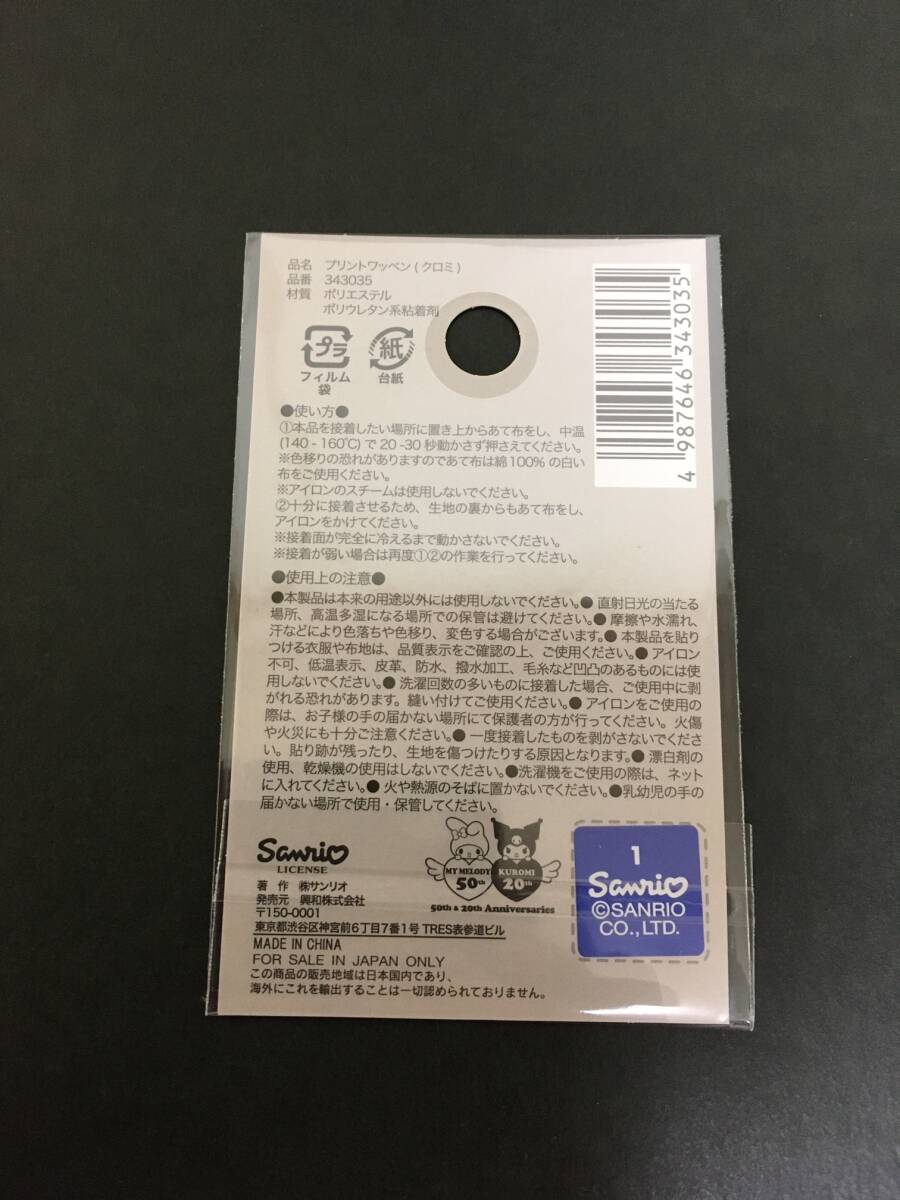 品名 プリントワッペン(クロミ)
品番 343035
材質 ポリエステル
ポリウレタン系粘着剤
プラ
フィルム
袋
紙
台紙
4 987646 343035
●使い方●
①本品を接着したい場所に置き上からあて布をし、中温
(140-160℃)で20-30秒動かさず押さえてください。
※色移りの恐れがありますのであて布は綿100%の白い
布をご使用ください。
※アイロンのスチームは使用しないでください。
②十分に接着させるため、生地の裏からもあて布をし、
アイロンをかけてください。
※接着面が完全に冷えるまで動かさないでください。
※接着が弱い場合は再度①②の作業を行ってください。
●使用上の注意●
●本製品は本来の用途以外には使用しないでください。● 直射日光の当たる
場所、高温多湿になる場所での保管は避けてください。● 摩擦や水濡れ、
汗などにより色落ちや色移り、変色する場合がございます。● 本製品を貼り
つける衣服や布地は、品質表示をご確認の上、ご使用ください。● アイロン
不可、低温表示、皮革、防水、撥水加工、毛糸など凹凸のあるものには使
用しないでください。● 洗濯回数の多いものに接着した場合、ご使用中に剥
がれる恐れがあります。縫い付けてご使用ください。● アイロンをご使用の
際は、お子様の手の届かない場所にて保護者の方が行ってください。火傷
や火災にも十分ご注意ください。● 一度接着したものを剥がさないでくださ
い。貼り跡が残ったり、生地を傷つけたりする原因となります。● 漂白剤の
使用、乾燥機の使用はしないでください。●洗濯機をご使用の際は、ネット
に入れてください。● 火や熱源のそばに置かないでください。●乳幼児の手の
届かない場所で使用・保管してください。
Sanrio
LICENSE
MY MELODY
50th
KUROMI
20th
50th & 20th Anniversaries
1
Sanrio
©SANRIO
CO., LTD.
著 作 ㈱サンリオ
発売元 興和株式会社
〒150-0001
東京都渋谷区神宮前6丁目7番1号 TRES表参道ビル
MADE IN CHINA
FOR SALE IN JAPAN ONLY
この商品の販売地域は日本国内であり、
海外にこれを輸出することは一切認められておりません。